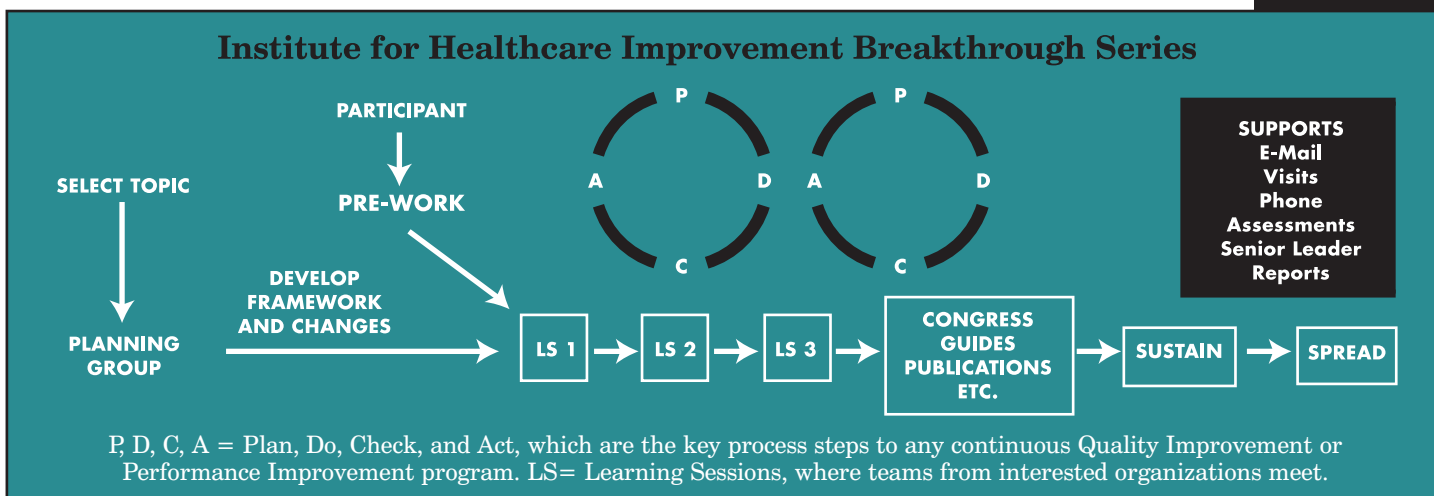 Institute for Healthcare Improvement Breakthrough Series
SELECT TOPIC
PLANNING
GROUP
PARTICIPANT
PRE-WORK
DEVELOP
FRAMEWORK
AND CHANGES
P
A
D
C
P
A
D
C
SUPPORTS
E-Mail
Visits
Phone
Assessments
Senior Leader
Reports
LS 1
LS 2
LS 3
CONGRESS
GUIDES
PUBLICATIONS
ETC.
SUSTAIN
SPREAD
P, D, C, A = Plan, Do, Check, and Act, which are the key process steps to any continuous Quality Improvement or
Performance Improvement program. LS= Learning Sessions, where teams from interested organizations meet.